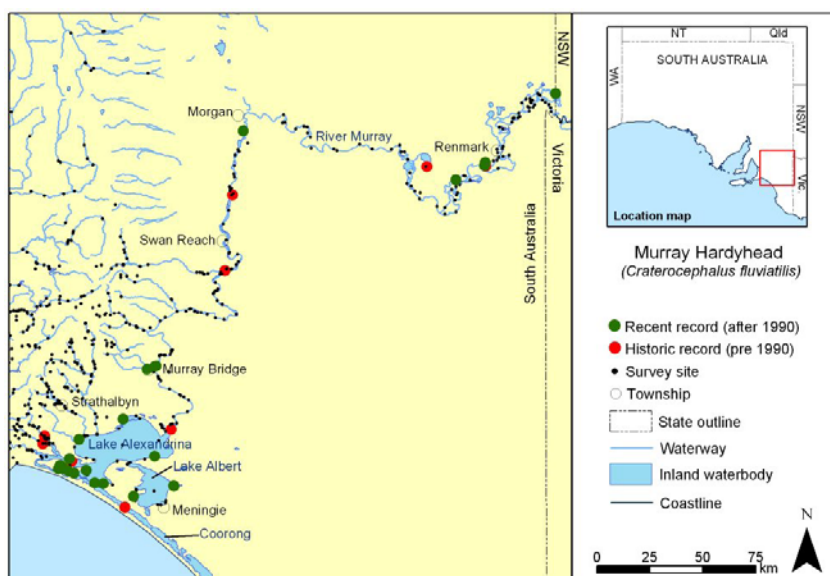 NSW
Morgan
River Murray
Renmark
Victoria
Swan Reach
South Australia
Murray Bridge
Strathalbyn
Lake Alexandrina
Lake Albert
Meningie
Coorong
NT
Qld
WA
SOUTH AUSTRALIA
NSW
Vic
Location map
Murray Hardyhead
(Craterocephalus fluviatilis)
Recent record (after 1990)
Historic record (pre 1990)
Survey site
Township
State outline
Waterway
Inland waterbody
Coastline
N
0 25 50 75
km